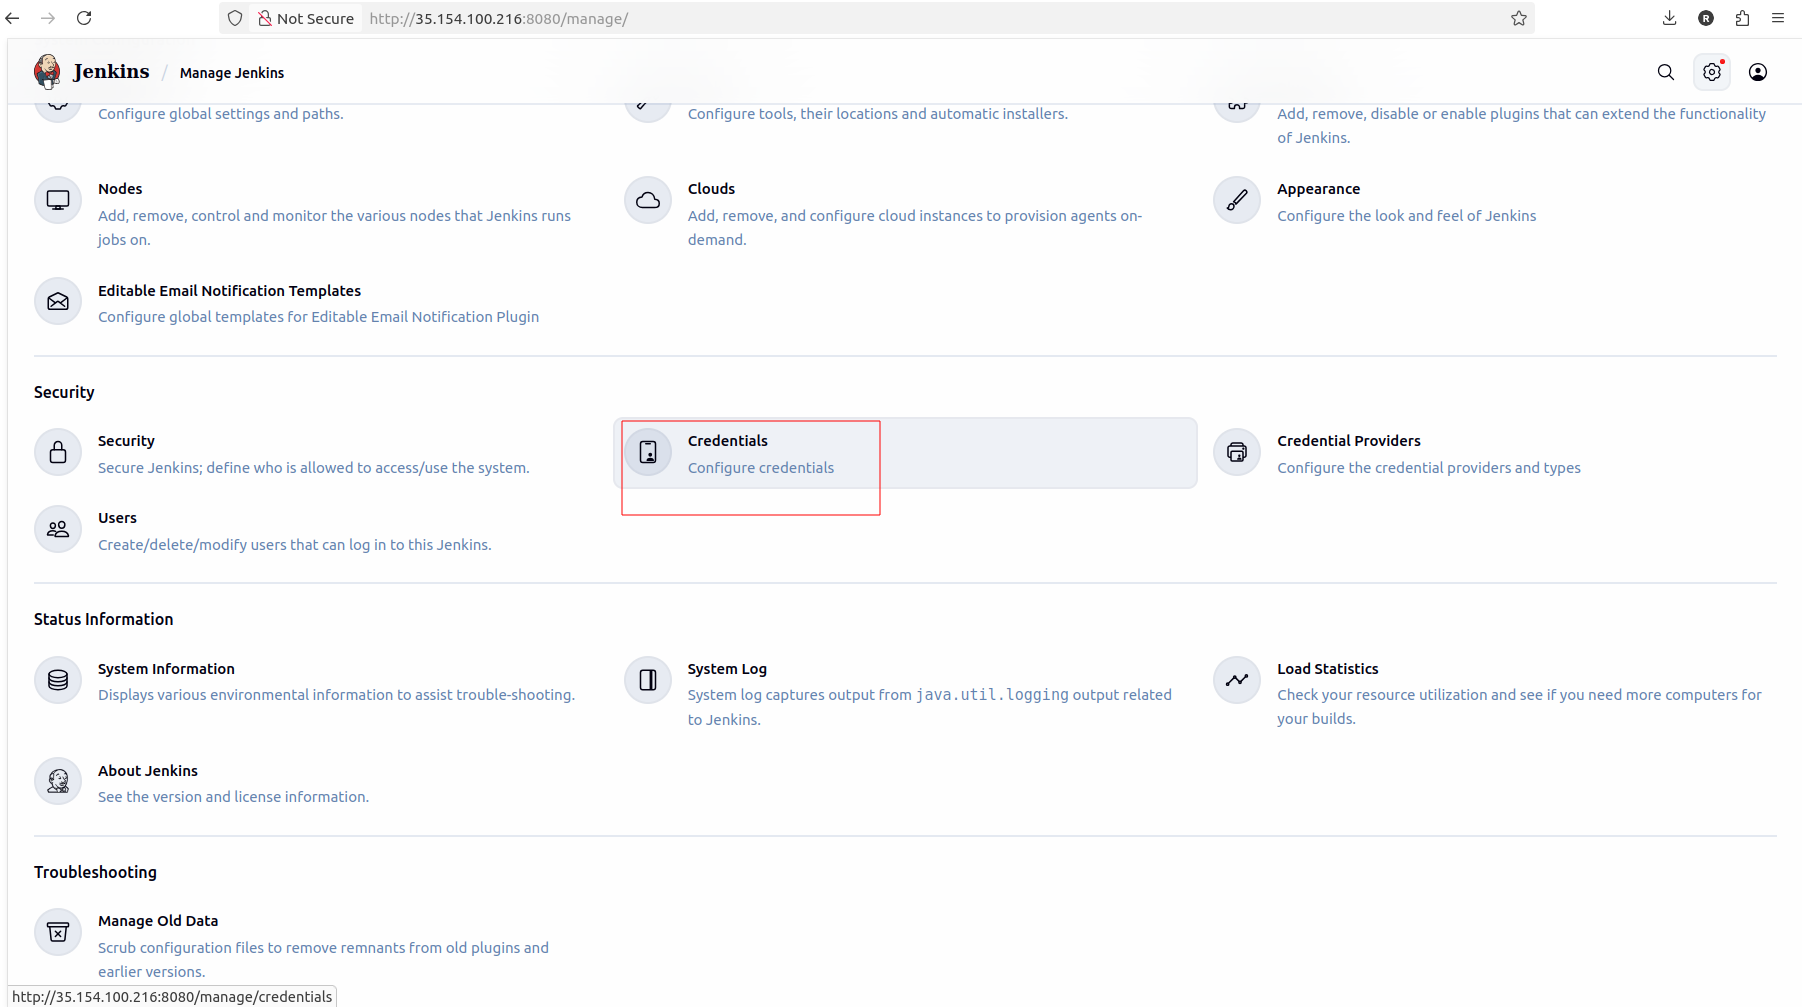 Not Secure http://35.154.100.216:8080/manage/
R
Jenkins / Manage Jenkins
Configure global settings and paths.
Configure tools, their locations and automatic installers.
Add, remove, disable or enable plugins that can extend the functionality
of Jenkins.
Nodes
Add, remove, control and monitor the various nodes that Jenkins runs
jobs on.
Clouds
Add, remove, and configure cloud instances to provision agents on-
demand.
Appearance
Configure the look and feel of Jenkins
Editable Email Notification Templates
Configure global templates for Editable Email Notification Plugin
Security
Security
Secure Jenkins; define who is allowed to access/use the system.
Credentials
Configure credentials
Credential Providers
Configure the credential providers and types
Users
Create/delete/modify users that can log in to this Jenkins.
Status Information
System Information
Displays various environmental information to assist trouble-shooting.
System Log
System log captures output from java.util.logging output related
to Jenkins.
Load Statistics
Check your resource utilization and see if you need more computers for
your builds.
About Jenkins
See the version and license information.
Troubleshooting
Manage Old Data
Scrub configuration files to remove remnants from old plugins and
earlier versions.
http://35.154.100.216:8080/manage/credentials